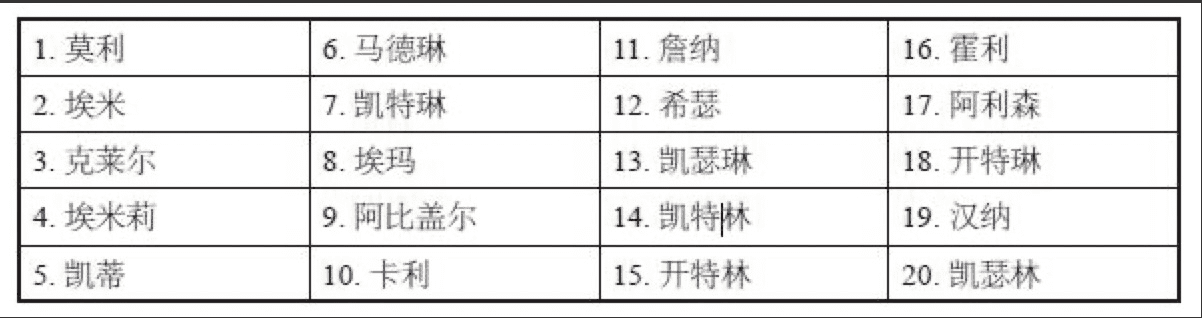 1. 莫利 6. 马德琳 11. 詹纳 16. 霍利
2. 埃米 7. 凯特琳 12. 希瑟 17. 阿利森
3. 克莱尔 8. 埃玛 13. 凯瑟琳 18. 开特琳
4. 埃米莉 9. 阿比盖尔 14. 凯特林 19. 汉纳
5. 凯蒂 10. 卡利 15. 开特林 20. 凯瑟林